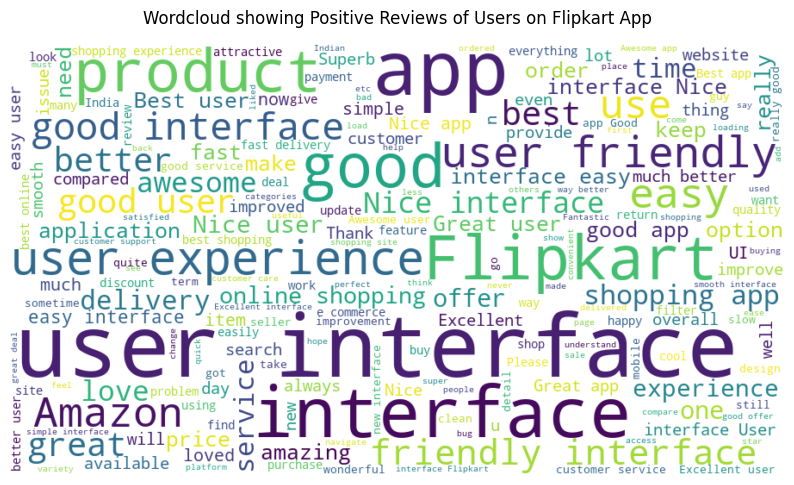 Wordcloud showing Positive Reviews of Users on Flipkart App
shopping experience attractive Indian ordered Awesome app must
look need product app Superb everything lot website
issue many India Best user now give payment etc bad order interface Nice time Best app place guy say
easy user good interface review liked simple Nice app n even best use thing really really good
better fast fast delivery load customer app Good provide keep first come loading
smooth compared back good service make help good user friendly much better ado
best online good user awesome deal categories less interface easy others way better easy used want
satisfied improved useful Nice interface Fantastic shopping quality
application Nice user update Awesome user Great user return good app option
customer support best shopping Thank feature shopping site show convenient UI buying
user experience quite see customer care perfect think go Flipkart improve
much discount term work never made smooth interface
sometime delivery online shopping offer way delivered shopping app
easy interface item seller Excellent interface e commerce improvement Excellent page happy filter overall ease slow well
great deal change easily hope understand
user interface
search quick take buy shop sale mobile cool design
site love problem got day always Nice super people Please detail Great app experience
feel using service new new interface clean bug u compare still one
Amazon find interface star interface User
better user simple interface great will price loved amazing navigate friendly interface access
variety available platform purchase wonderful interface Flipkart customer service Excellent user